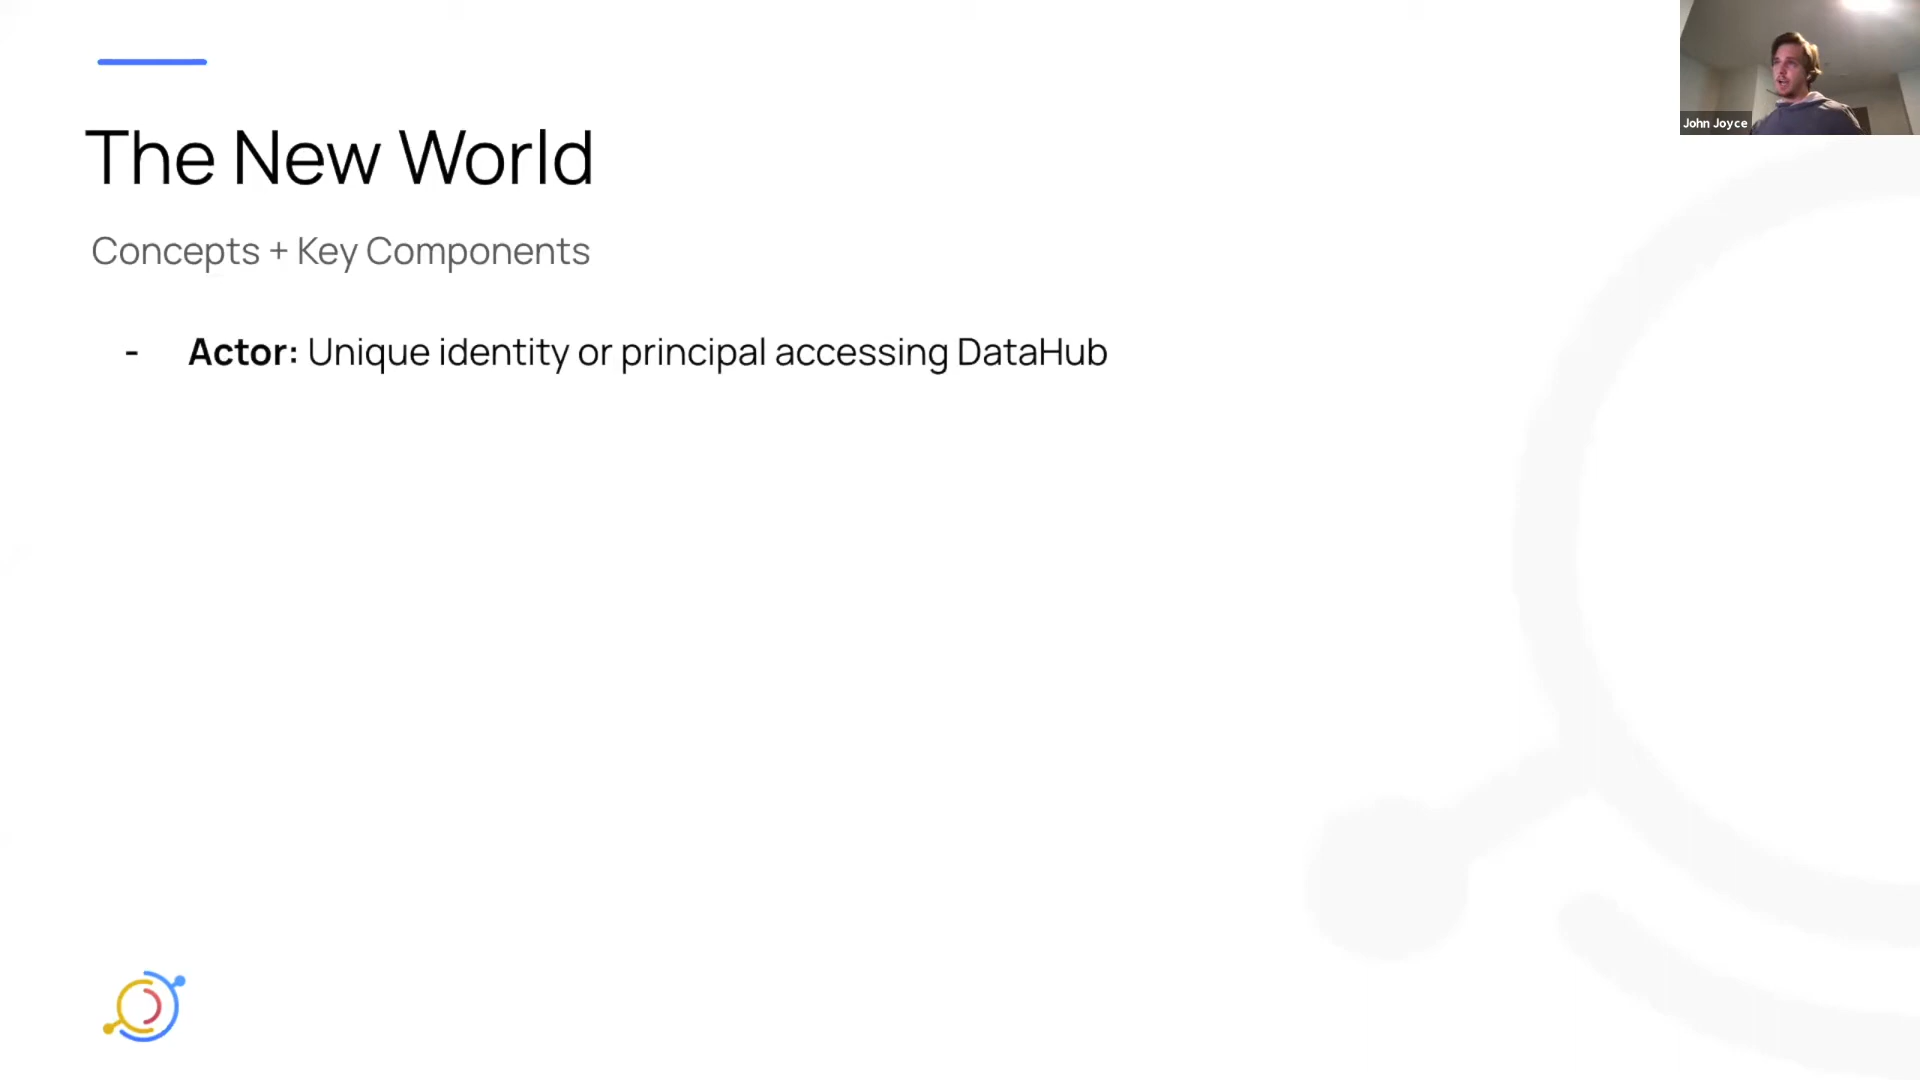 The New World
Concepts + Key Components
- Actor: Unique identity or principal accessing DataHub
John Joyce